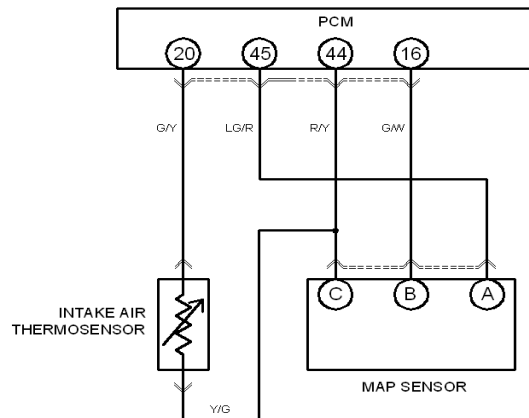 PCM
20 45 44 16
G/Y LG/R R/Y G/W
C B A
INTAKE AIR
THERMOSENSOR
MAP SENSOR
Y/G